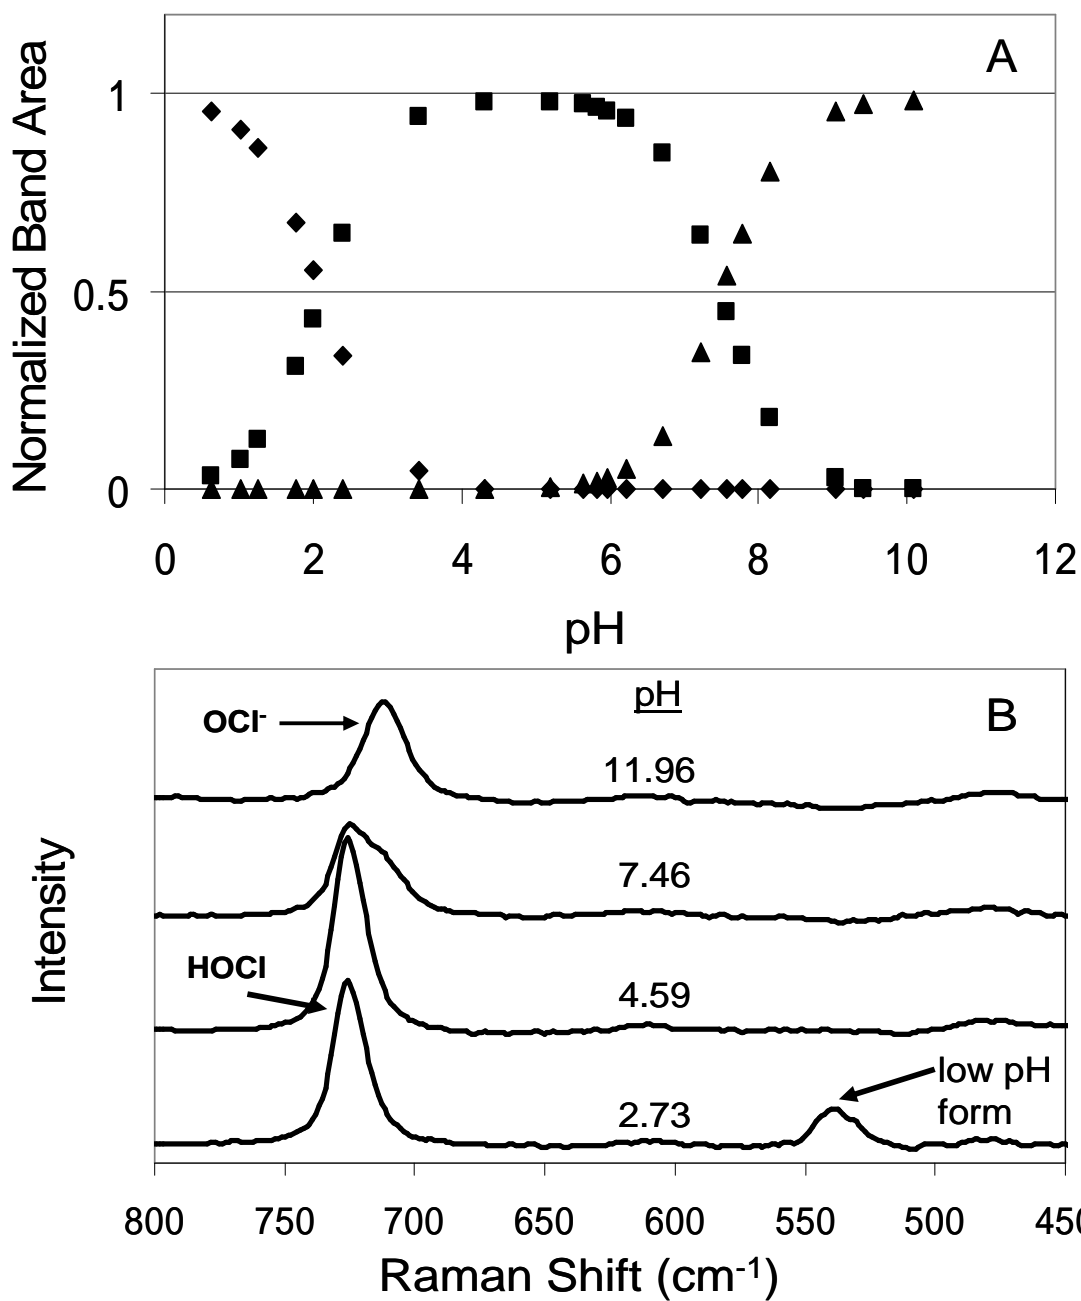 A
Normalized Band Area
1
0.5
0
0 2 4 6 8 10 12
pH
B
pH
OCl-
11.96
7.46
HOCl
4.59
low pH
form
2.73
Intensity
800 750 700 650 600 550 500 450
Raman Shift (cm-1)